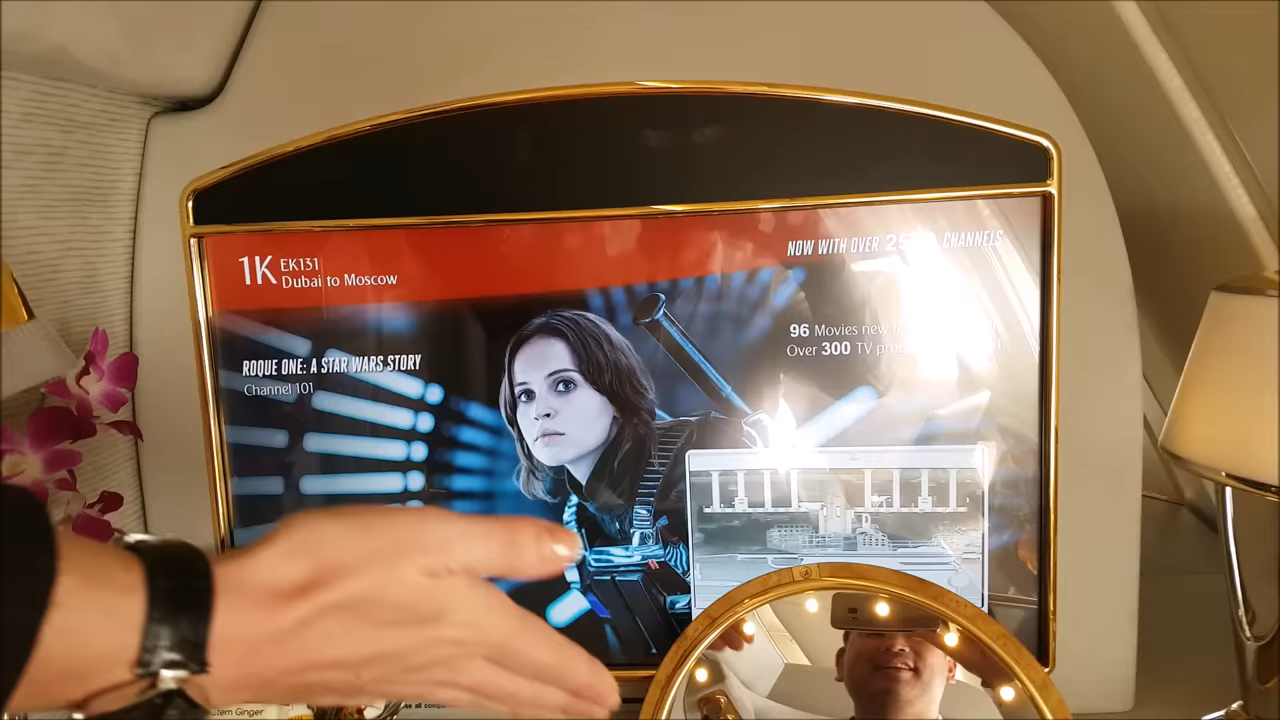 1K
EK131
Dubai to Moscow
NOW WITH OVER CHANNELS
96 Movies new
Over 300 TV
ROQUE ONE: A STAR WARS STORY
Channel 101
Ginger